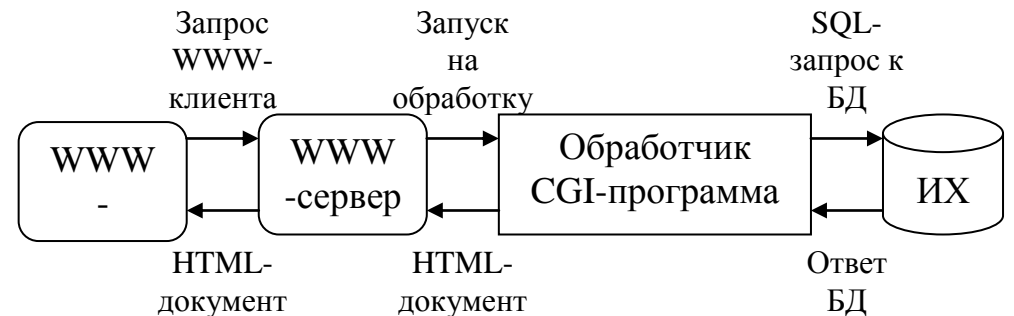 Запрос
WWW-
клиента
Запуск
на
обработку
SQL-
запрос к
БД
WWW
-
WWW
-сервер
Обработчик
CGI-программа
ИХ
HTML-
документ
HTML-
документ
Ответ
БД